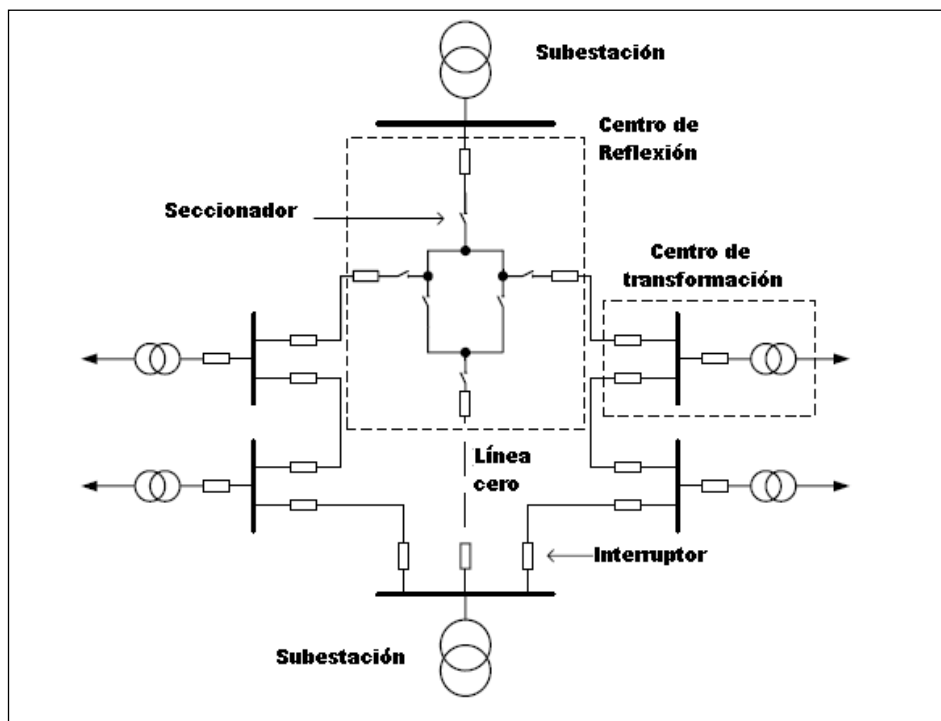 Subestación
Centro de
Reflexión
Seccionador
Centro de
transformación
Línea
cero
Interruptor
Subestación